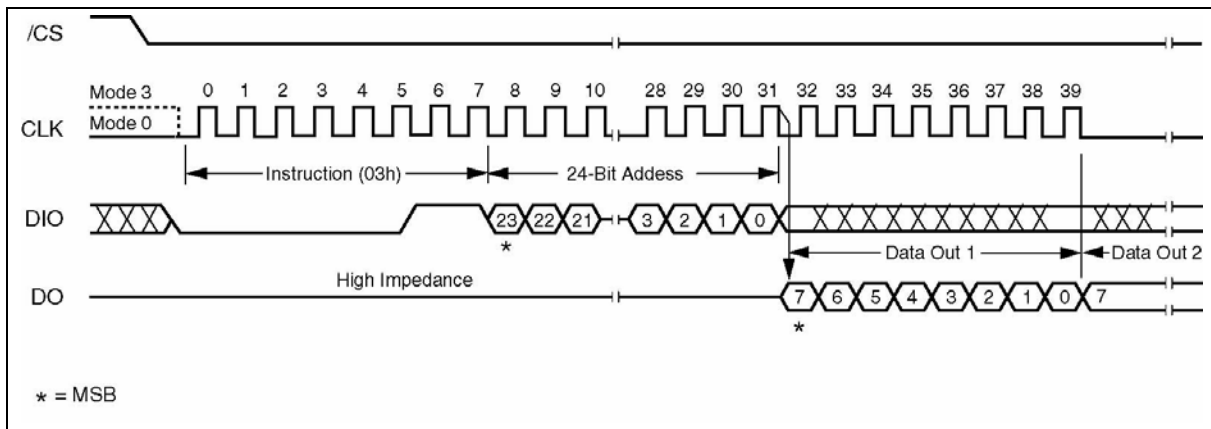 /CS
Mode 3
Mode 0
CLK
0 1 2 3 4 5 6 7 8 9 10 28 29 30 31 32 33 34 35 36 37 38 39
Instruction (03h)
24-Bit Addess
DIO
23 22 21 3 2 1 0
*
Data Out 1
Data Out 2
High Impedance
DO
7 6 5 4 3 2 1 0 7
*
* = MSB